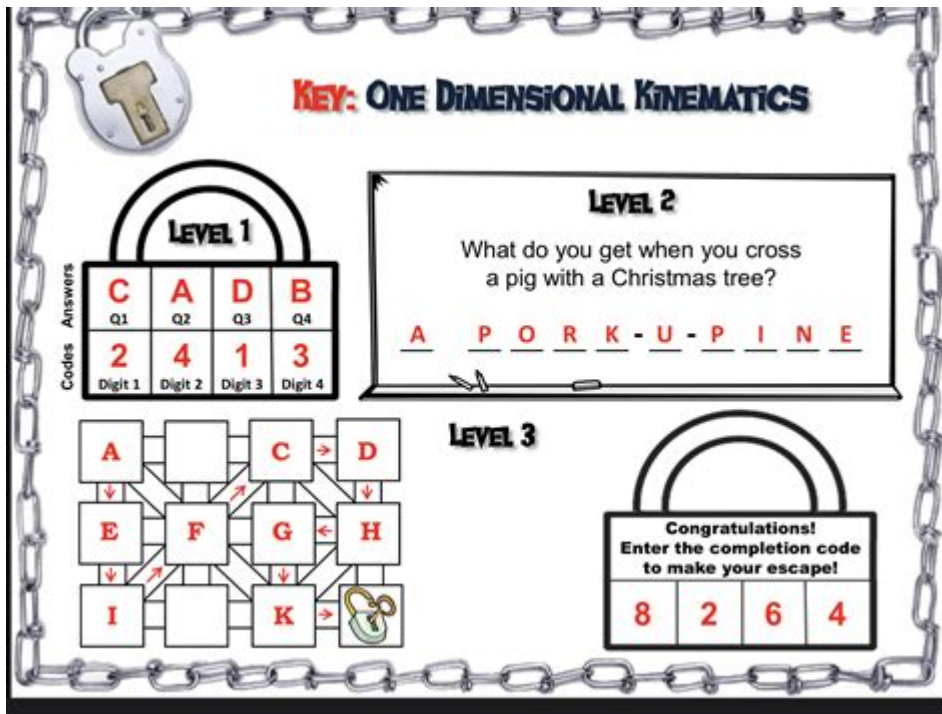 KEY: ONE DIMENSIONAL KINEMATICS
LEVEL 1
Answers
C A D B
Q1 Q2 Q3 Q4
Codes
2 4 1 3
Digit 1 Digit 2 Digit 3 Digit 4
LEVEL 2
What do you get when you cross
a pig with a Christmas tree?
A PORK-U-PINE
LEVEL 3
A C D
E F G H
I K
Congratulations!
Enter the completion code
to make your escape!
8 2 6 4